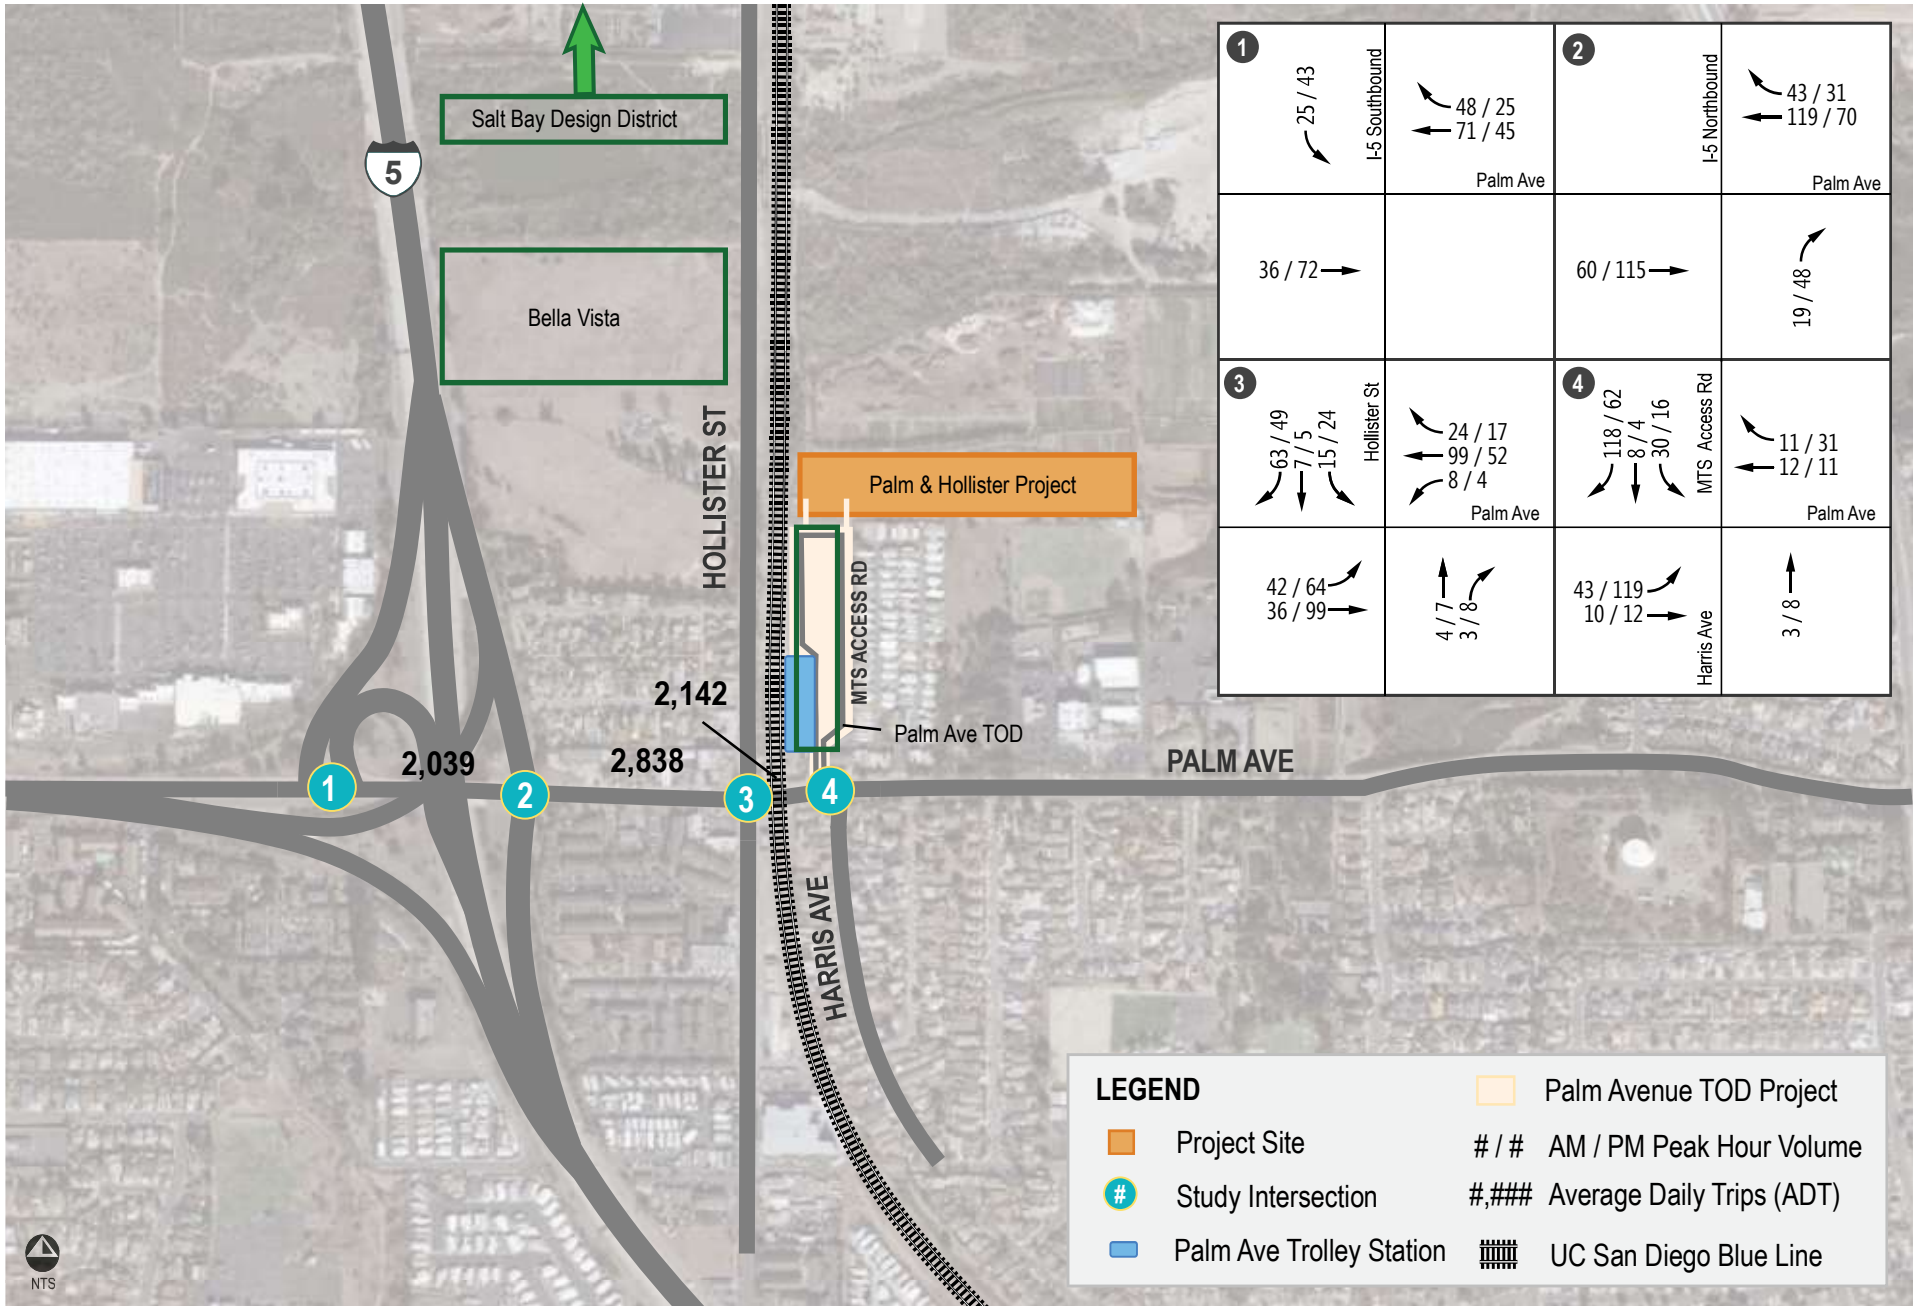 Salt Bay Design District
5
Bella Vista
HOLLISTER ST
Palm & Hollister Project
MTS ACCESS RD
2,142
Palm Ave TOD
2,039
2,838
PALM AVE
1
2
3
4
HARRIS AVE
NTS
1
25 / 43
I-5 Southbound
48 / 25
71 / 45
Palm Ave
36 / 72
2
I-5 Northbound
43 / 31
119 / 70
Palm Ave
60 / 115
19 / 48
3
63 / 49
7 / 5
15 / 24
Hollister St
24 / 17
99 / 52
8 / 4
Palm Ave
42 / 64
36 / 99
4 / 7
3 / 8
4
118 / 62
8 / 4
30 / 16
MTS Access Rd
11 / 31
12 / 11
Palm Ave
43 / 119
10 / 12
Harris Ave
3 / 8
LEGEND
Project Site
# Study Intersection
Palm Ave Trolley Station
Palm Avenue TOD Project
# / # AM / PM Peak Hour Volume
#,### Average Daily Trips (ADT)
UC San Diego Blue Line